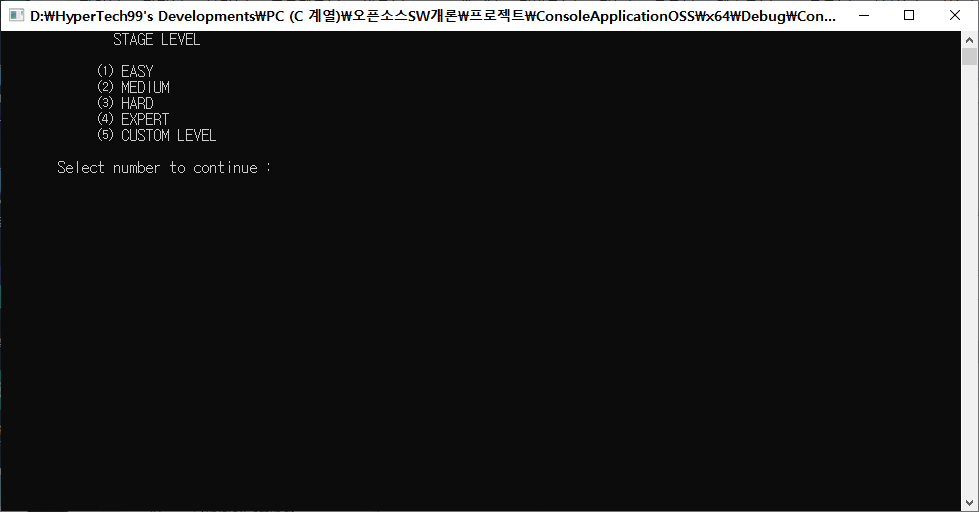 D:₩HyperTech99's Developments₩PC (C 계열)₩오픈소스SW개론₩프로젝트₩ConsoleApplicationOSS₩x64₩Debug₩Con...
STAGE LEVEL
(1) EASY
(2) MEDIUM
(3) HARD
(4) EXPERT
(5) CUSTOM LEVEL
Select number to continue :